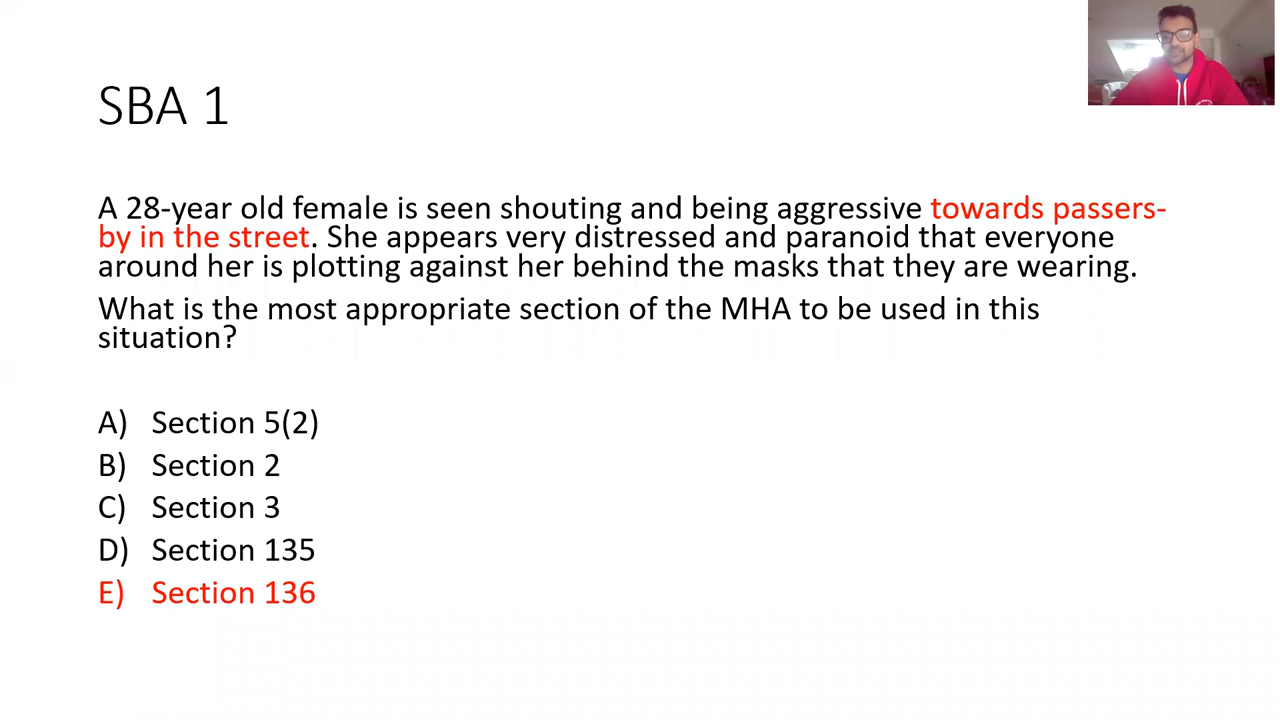 SBA 1
A 28-year old female is seen shouting and being aggressive towards passers-
by in the street. She appears very distressed and paranoid that everyone
around her is plotting against her behind the masks that they are wearing.
What is the most appropriate section of the MHA to be used in this
situation?
A) Section 5(2)
B) Section 2
C) Section 3
D) Section 135
E) Section 136